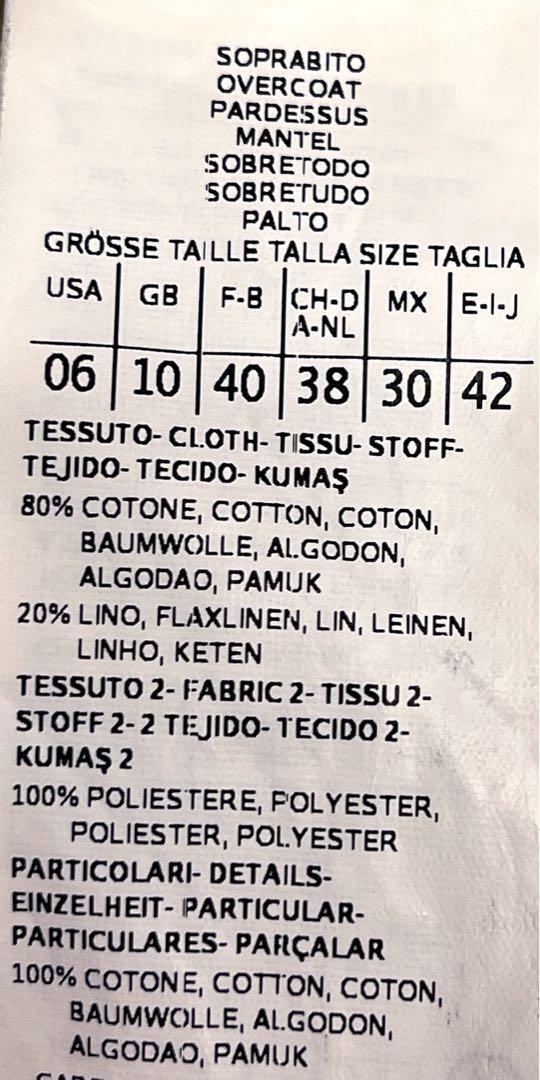 SOPRABITO
OVERCOAT
PARDESSUS
MANTEL
SOBRETODO
SOBRETUDO
PALTO
GRÖSSE TAILLE TALLA SIZE TAGLIA
USA GB F-B CH-D A-NL MX E-I-J
06 10 40 38 30 42
TESSUTO- CLOTH- TISSU- STOFF-
TEJIDO- TECIDO- KUMAŞ
80% COTONE, COTTON, COTON,
BAUMWOLLE, ALGODON,
ALGODAO, PAMUK
20% LINO, FLAXLINEN, LIN, LEINEN,
LINHO, KETEN
TESSUTO 2- FABRIC 2- TISSU 2-
STOFF 2- 2 TEJIDO- TECIDO 2-
KUMAŞ 2
100% POLIESTERE, POLYESTER,
POLIESTER, POLYESTER
PARTICOLARI- DETAILS-
EINZELHEIT- PARTICULAR-
PARTICULARES- PARÇALAR
100% COTONE, COTTON, COTON,
BAUMWOLLE, ALGODON,
ALGODAO, PAMUK